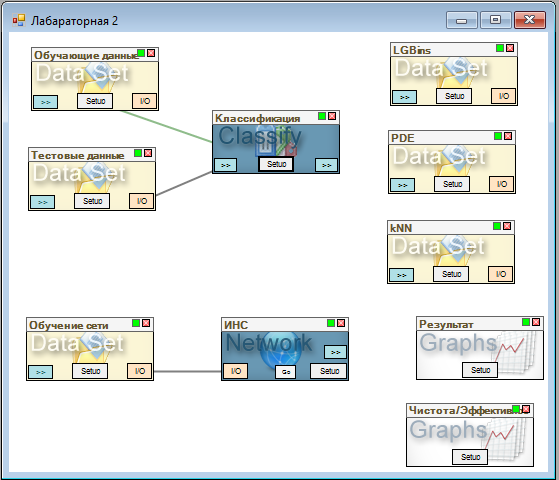 Лабараторная 2
Обучающие данные
Data Set
>> Setup I/O
LGBins
Data Set
>> Setup I/O
Классификация
Classify
>> Setup >>
Тестовые данные
Data Set
>> Setup I/O
PDE
Data Set
>> Setup I/O
kNN
Data Set
>> Setup I/O
Обучение сети
Data Set
>> Setup I/O
ИНС
Network
>>
I/O Go Setup
Результат
Graphs
Setup
Чистота/Эффективнос
Graphs
Setup